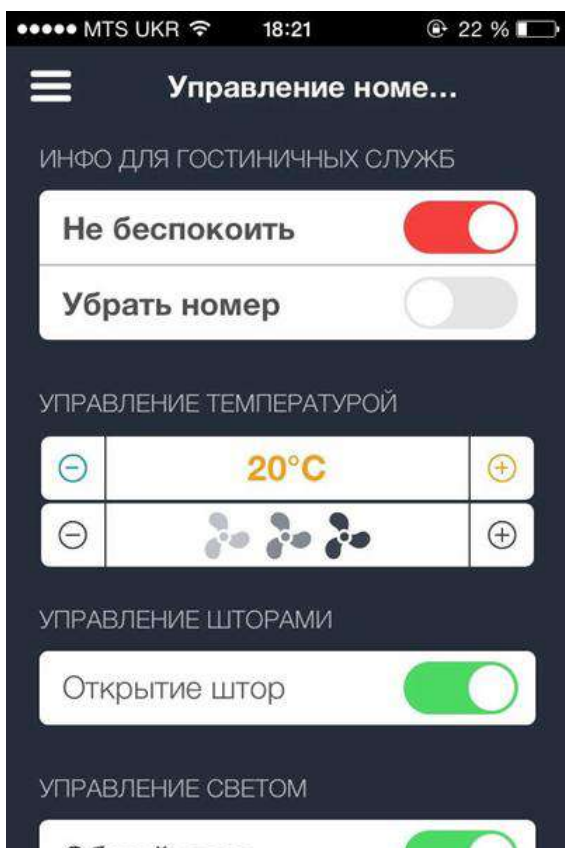 MTS UKR 18:21 22 %
Управление номе...
ИНФО ДЛЯ ГОСТИНИЧНЫХ СЛУЖБ
Не беспокоить
Убрать номер
УПРАВЛЕНИЕ ТЕМПЕРАТУРОЙ
20°C
УПРАВЛЕНИЕ ШТОРАМИ
Открытие штор
УПРАВЛЕНИЕ СВЕТОМ